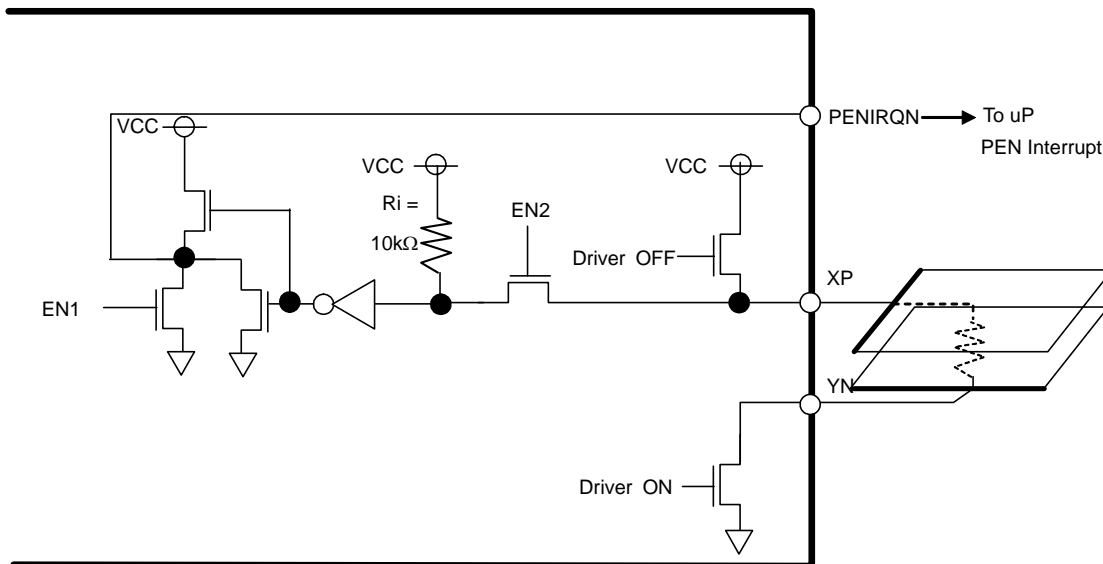 PENIRQN
To uP
PEN Interrupt
VCC
VCC
VCC
Ri =
10kΩ
EN2
Driver OFF
XP
EN1
YN
Driver ON